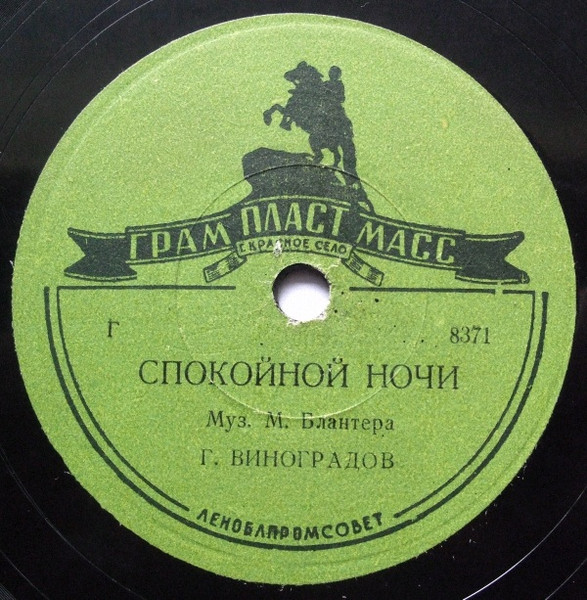 ГРАМ ПЛАСТ МАСС
Г. КРАСНОЕ СЕЛО
Г 8371
СПОКОЙНОЙ НОЧИ
Муз. М. Блантера
Г. ВИНОГРАДОВ
ЛЕНОБЛПРОМСОВЕТ